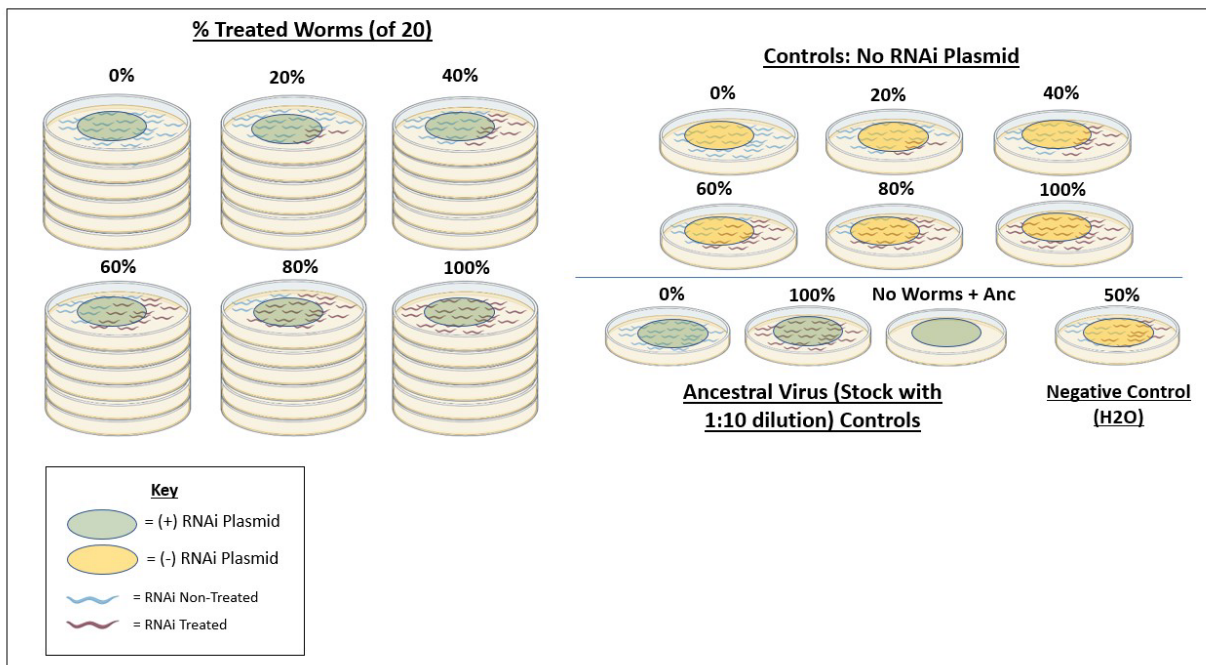 % Treated Worms (of 20)
0%
20%
40%
60%
80%
100%
Controls: No RNAi Plasmid
0%
20%
40%
60%
80%
100%
0%
100%
No Worms + Anc
50%
Ancestral Virus (Stock with
1:10 dilution) Controls
Negative Control
(H2O)
Key
= (+) RNAi Plasmid
= (-) RNAi Plasmid
= RNAi Non-Treated
= RNAi Treated